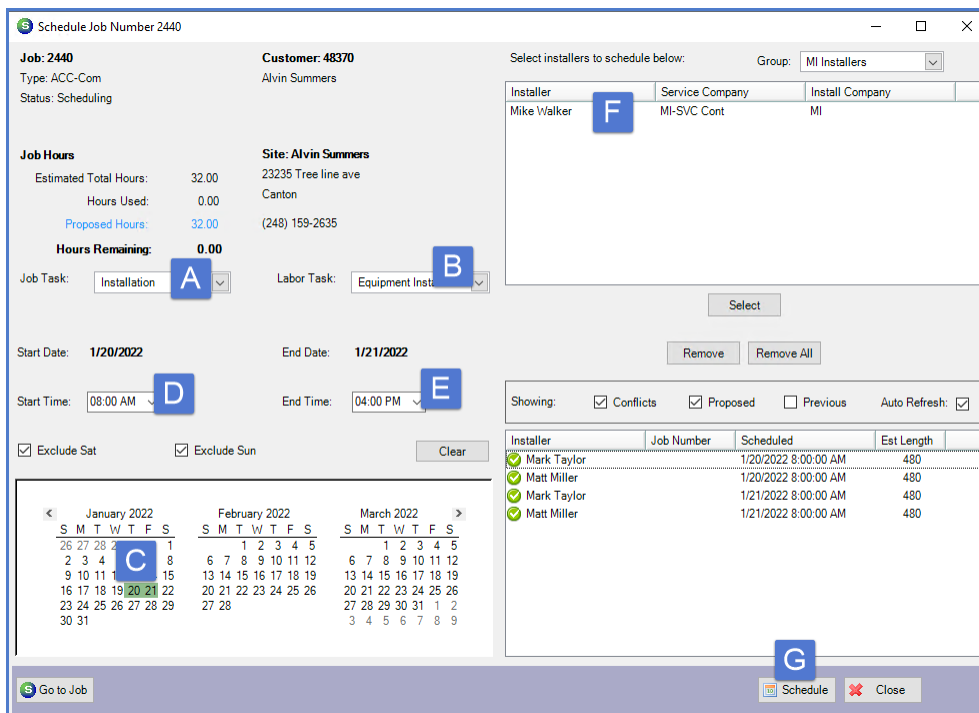 S Schedule Job Number 2440
Job: 2440
Type: ACC-Com
Status: Scheduling
Customer: 48370
Alvin Summers
Job Hours
Estimated Total Hours: 32.00
Hours Used: 0.00
Proposed Hours: 32.00
Hours Remaining: 0.00
Site: Alvin Summers
23235 Tree line ave
Canton
(248) 159-2635
Job Task: Installation A
Labor Task: Equipment Insta B
Start Date: 1/20/2022
End Date: 1/21/2022
Start Time: 08:00 AM D
End Time: 04:00 PM E
Exclude Sat
Exclude Sun
Clear
< January 2022
S M T W T F S
26 27 28 2 1
2 3 4 C 8
9 10 11 1 15
16 17 18 19 20 21 22
23 24 25 26 27 28 29
30 31
February 2022
S M T W T F S
1 2 3 4 5
6 7 8 9 10 11 12
13 14 15 16 17 18 19
20 21 22 23 24 25 26
27 28
March 2022 >
S M T W T F S
1 2 3 4 5
6 7 8 9 10 11 12
13 14 15 16 17 18 19
20 21 22 23 24 25 26
27 28 29 30 31 1 2
3 4 5 6 7 8 9
Select installers to schedule below:
Group: MI Installers
Installer Service Company Install Company
Mike Walker F MI-SVC Cont MI
Select
Remove Remove All
Showing: Conflicts Proposed Previous Auto Refresh:
Installer Job Number Scheduled Est Length
Mark Taylor 1/20/2022 8:00:00 AM 480
Matt Miller 1/20/2022 8:00:00 AM 480
Mark Taylor 1/21/2022 8:00:00 AM 480
Matt Miller 1/21/2022 8:00:00 AM 480
G
S Go to Job
Schedule
Close